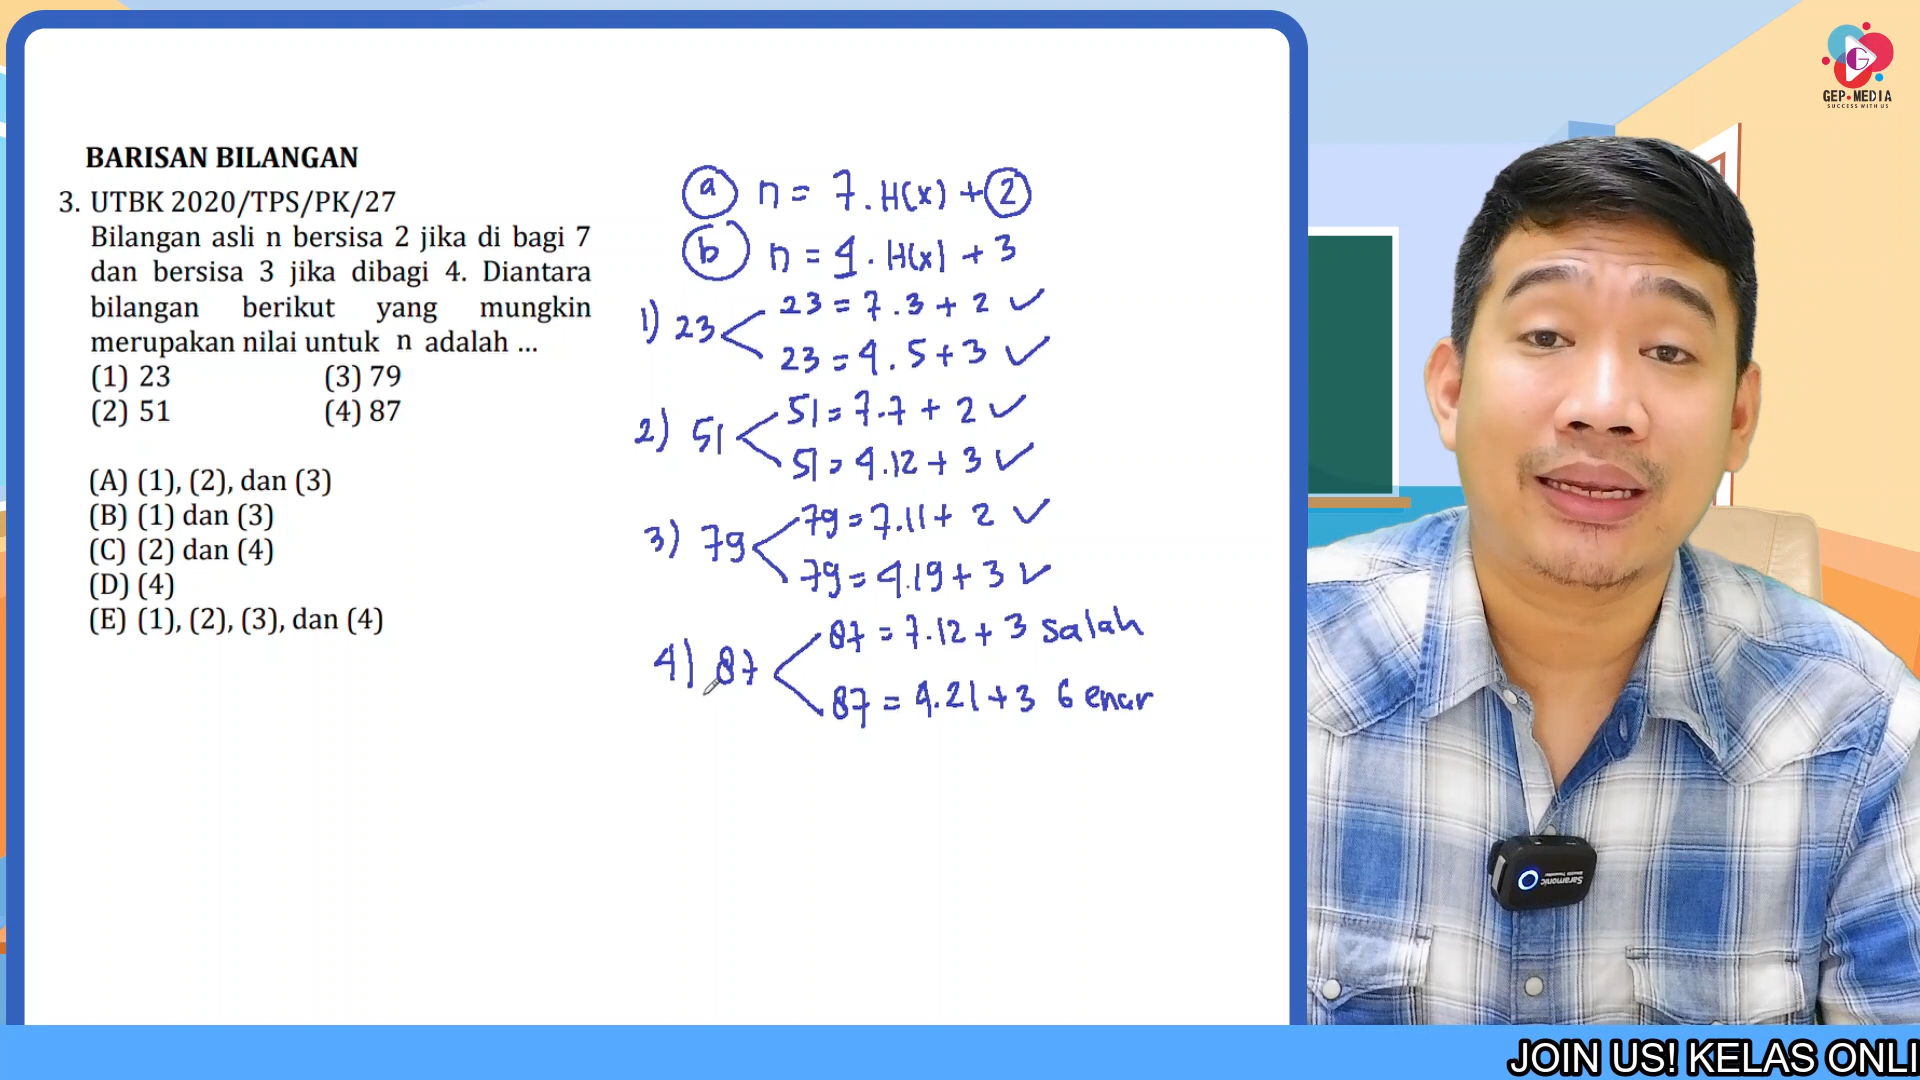 BARISAN BILANGAN
3. UTBK 2020/TPS/PK/27
Bilangan asli n bersisa 2 jika di bagi 7
dan bersisa 3 jika dibagi 4. Diantara
bilangan berikut yang mungkin
merupakan nilai untuk n adalah ...
(1) 23 (3) 79
(2) 51 (4) 87
(A) (1), (2), dan (3)
(B) (1) dan (3)
(C) (2) dan (4)
(D) (4)
(E) (1), (2), (3), dan (4)
a n = 7. H(x) + 2
b n = 4. H(x) + 3
1) 23
23 = 7.3 + 2 ✓
23 = 4.5 + 3 ✓
2) 51
51 = 7.7 + 2 ✓
51 = 4.12 + 3 ✓
3) 79
79 = 7.11 + 2 ✓
79 = 4.19 + 3 ✓
4) 87
87 = 7.12 + 3 salah
87 = 4.21 + 3 benar
GEP•MEDIA
SUCCESS WITH US
Saramonic
JOIN US! KELAS ONLI